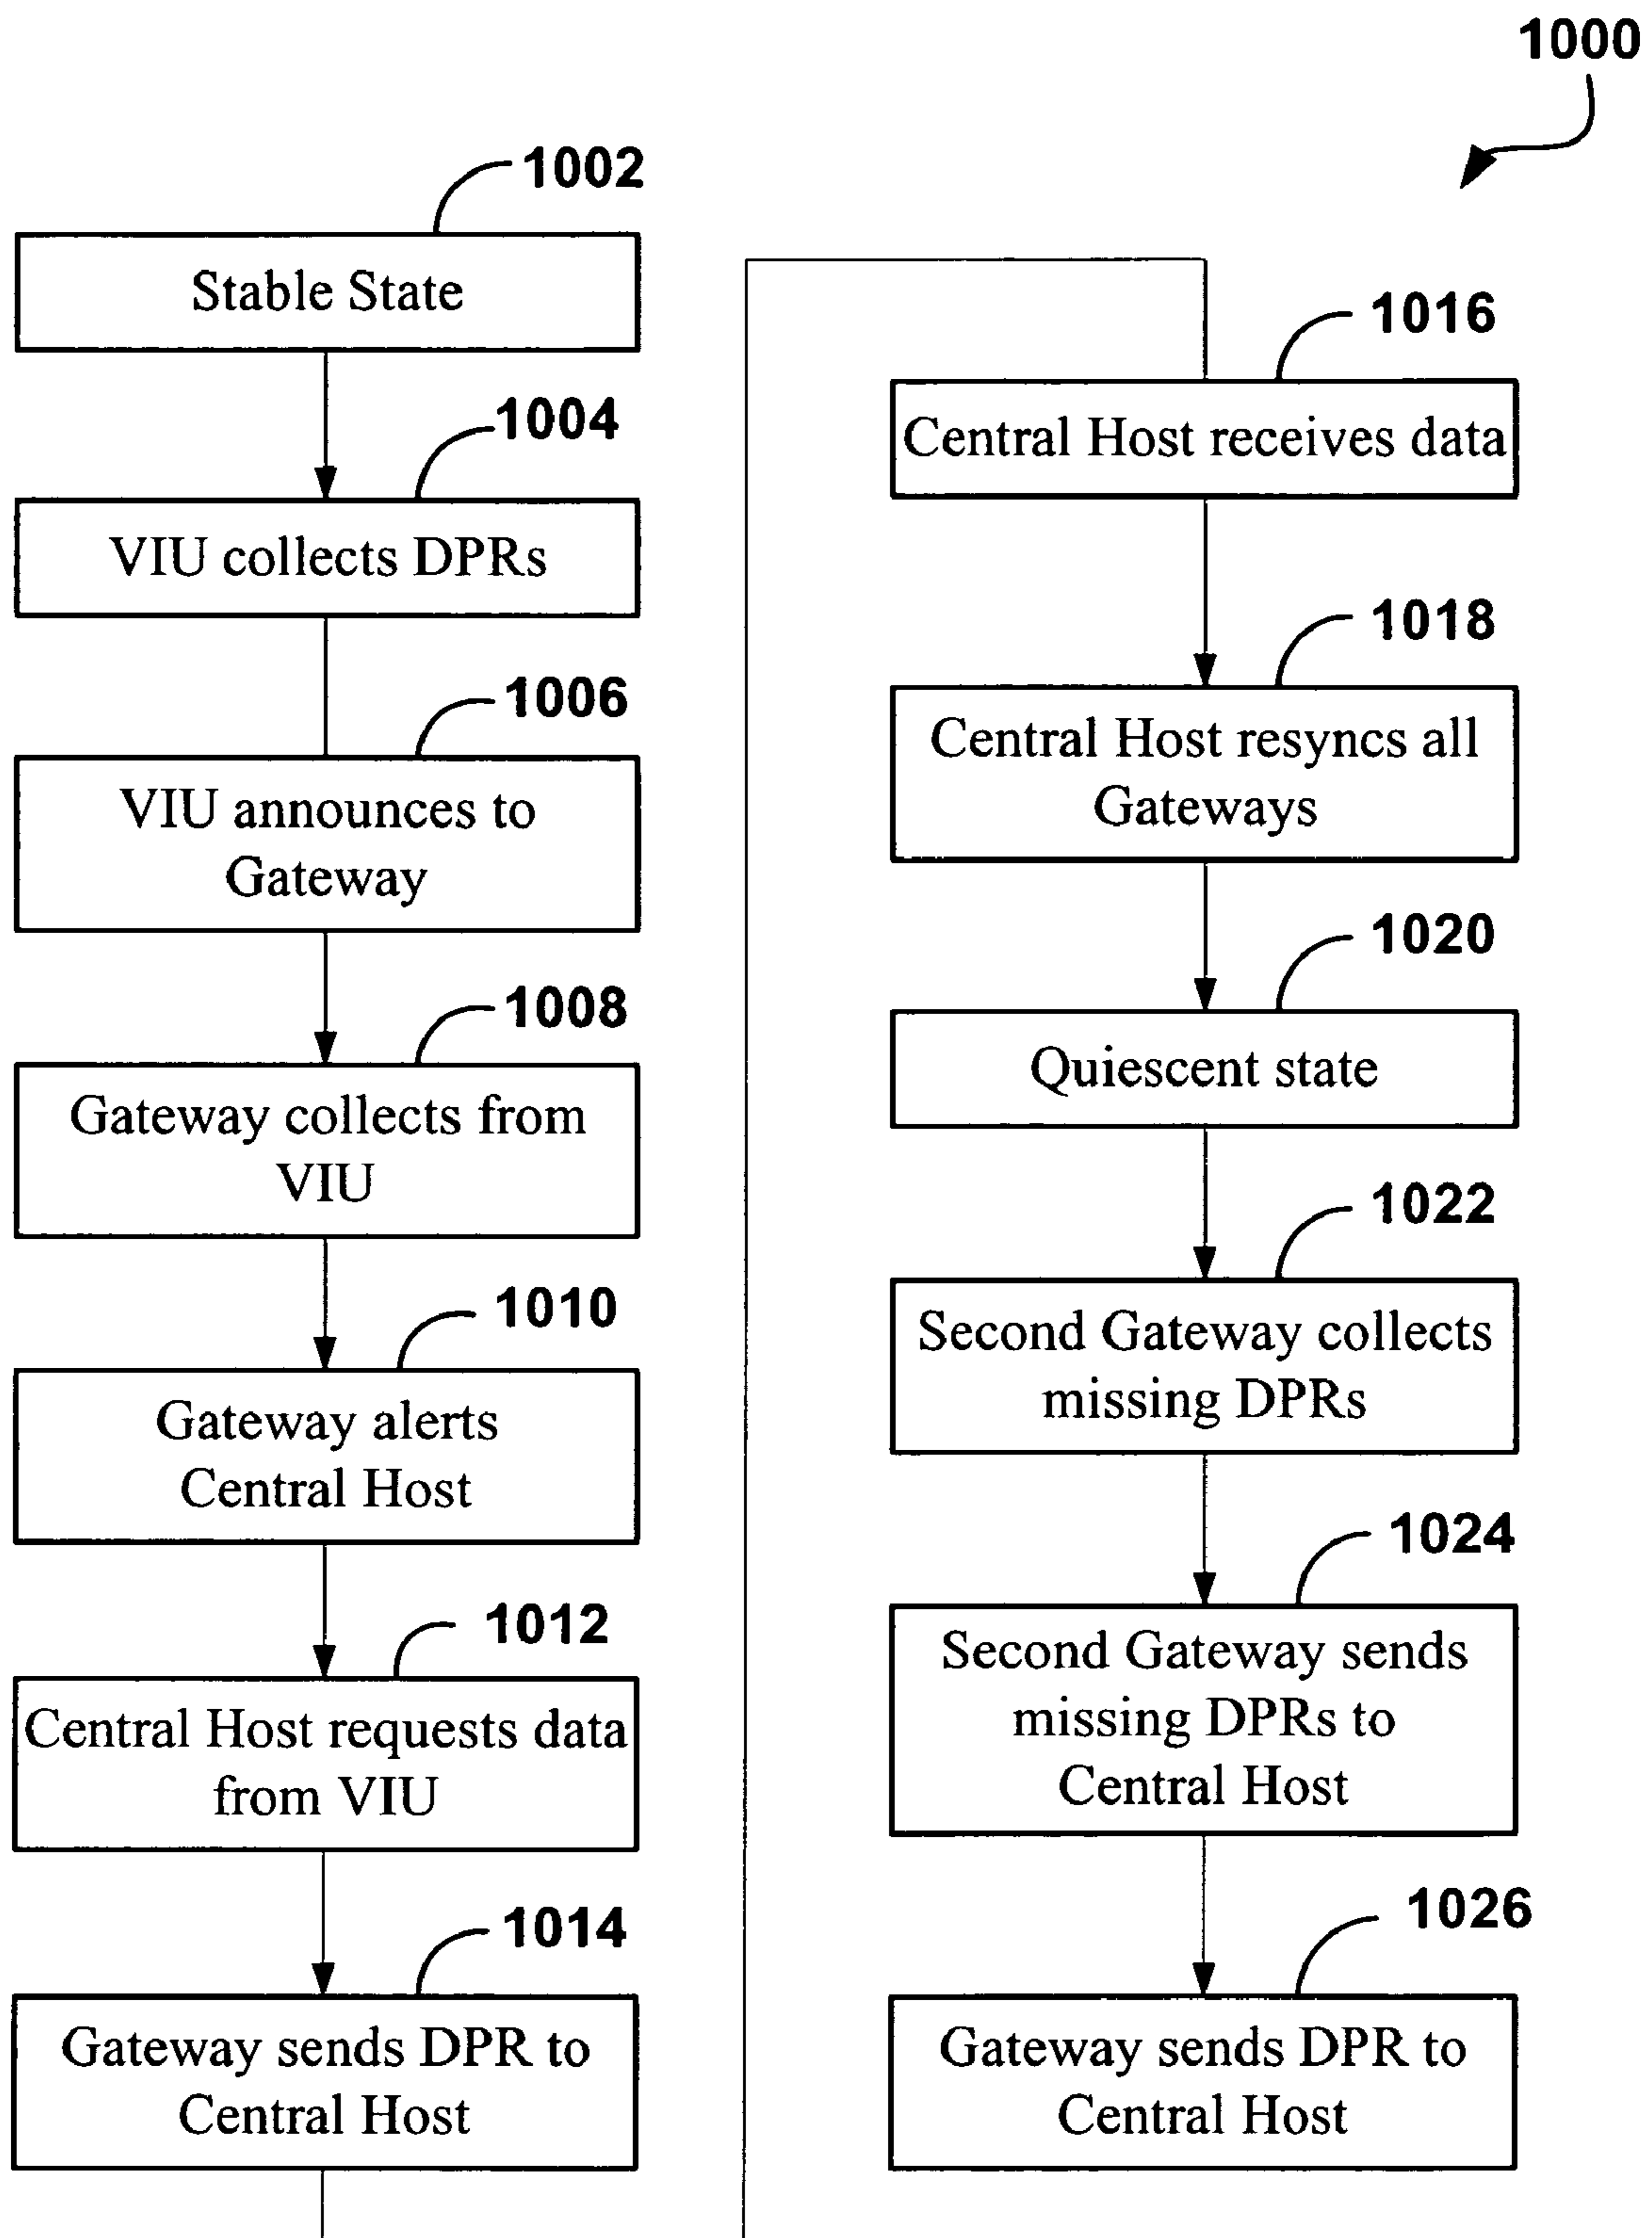 1000
1002
Stable State
1004
VIU collects DPRs
1006
VIU announces to
Gateway
1008
Gateway collects from
VIU
1010
Gateway alerts
Central Host
1012
Central Host requests data
from VIU
1014
Gateway sends DPR to
Central Host
1016
Central Host receives data
1018
Central Host resyncs all
Gateways
1020
Quiescent state
1022
Second Gateway collects
missing DPRs
1024
Second Gateway sends
missing DPRs to
Central Host
1026
Gateway sends DPR to
Central Host